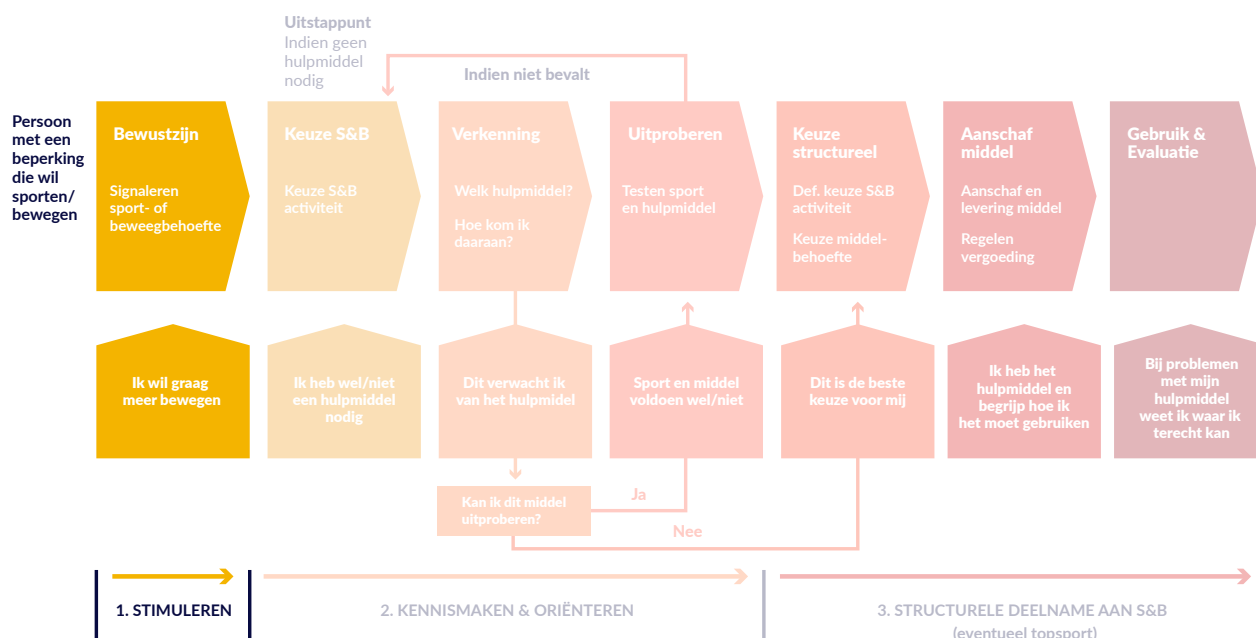 Uitstappunt
Indien geen
hulpmiddel
nodig
Indien niet bevalt
Persoon
met een
beperking
die wil
sporten/
bewegen
Bewustzijn
Signaleren
sport- of
beweegbehoefte
Keuze S&B
Keuze S&B
activiteit
Verkenning
Welk hulpmiddel?
Hoe kom ik
daaraan?
Uitproberen
Testen sport
en hulpmiddel
Keuze
structureel
Def. keuze S&B
activiteit
Keuze middel-
behoefte
Aanschaf
middel
Aanschaf en
levering middel
Regelen
vergoeding
Gebruik &
Evaluatie
Ik wil graag
meer bewegen
Ik heb wel/niet
een hulpmiddel
nodig
Dit verwacht ik
van het hulpmidel
Sport en middel
voldoen wel/niet
Dit is de beste
keuze voor mij
Ik heb het
hulpmiddel en
begrijp hoe ik
het moet gebruiken
Bij problemen
met mijn
hulpmiddel
weet ik waar ik
terecht kan
Kan ik dit middel
uitproberen?
Ja
Nee
1. STIMULEREN
2. KENNISMAKEN & ORIËNTEREN
3. STRUCTURELE DEELNAME AAN S&B
(eventueel topsport)